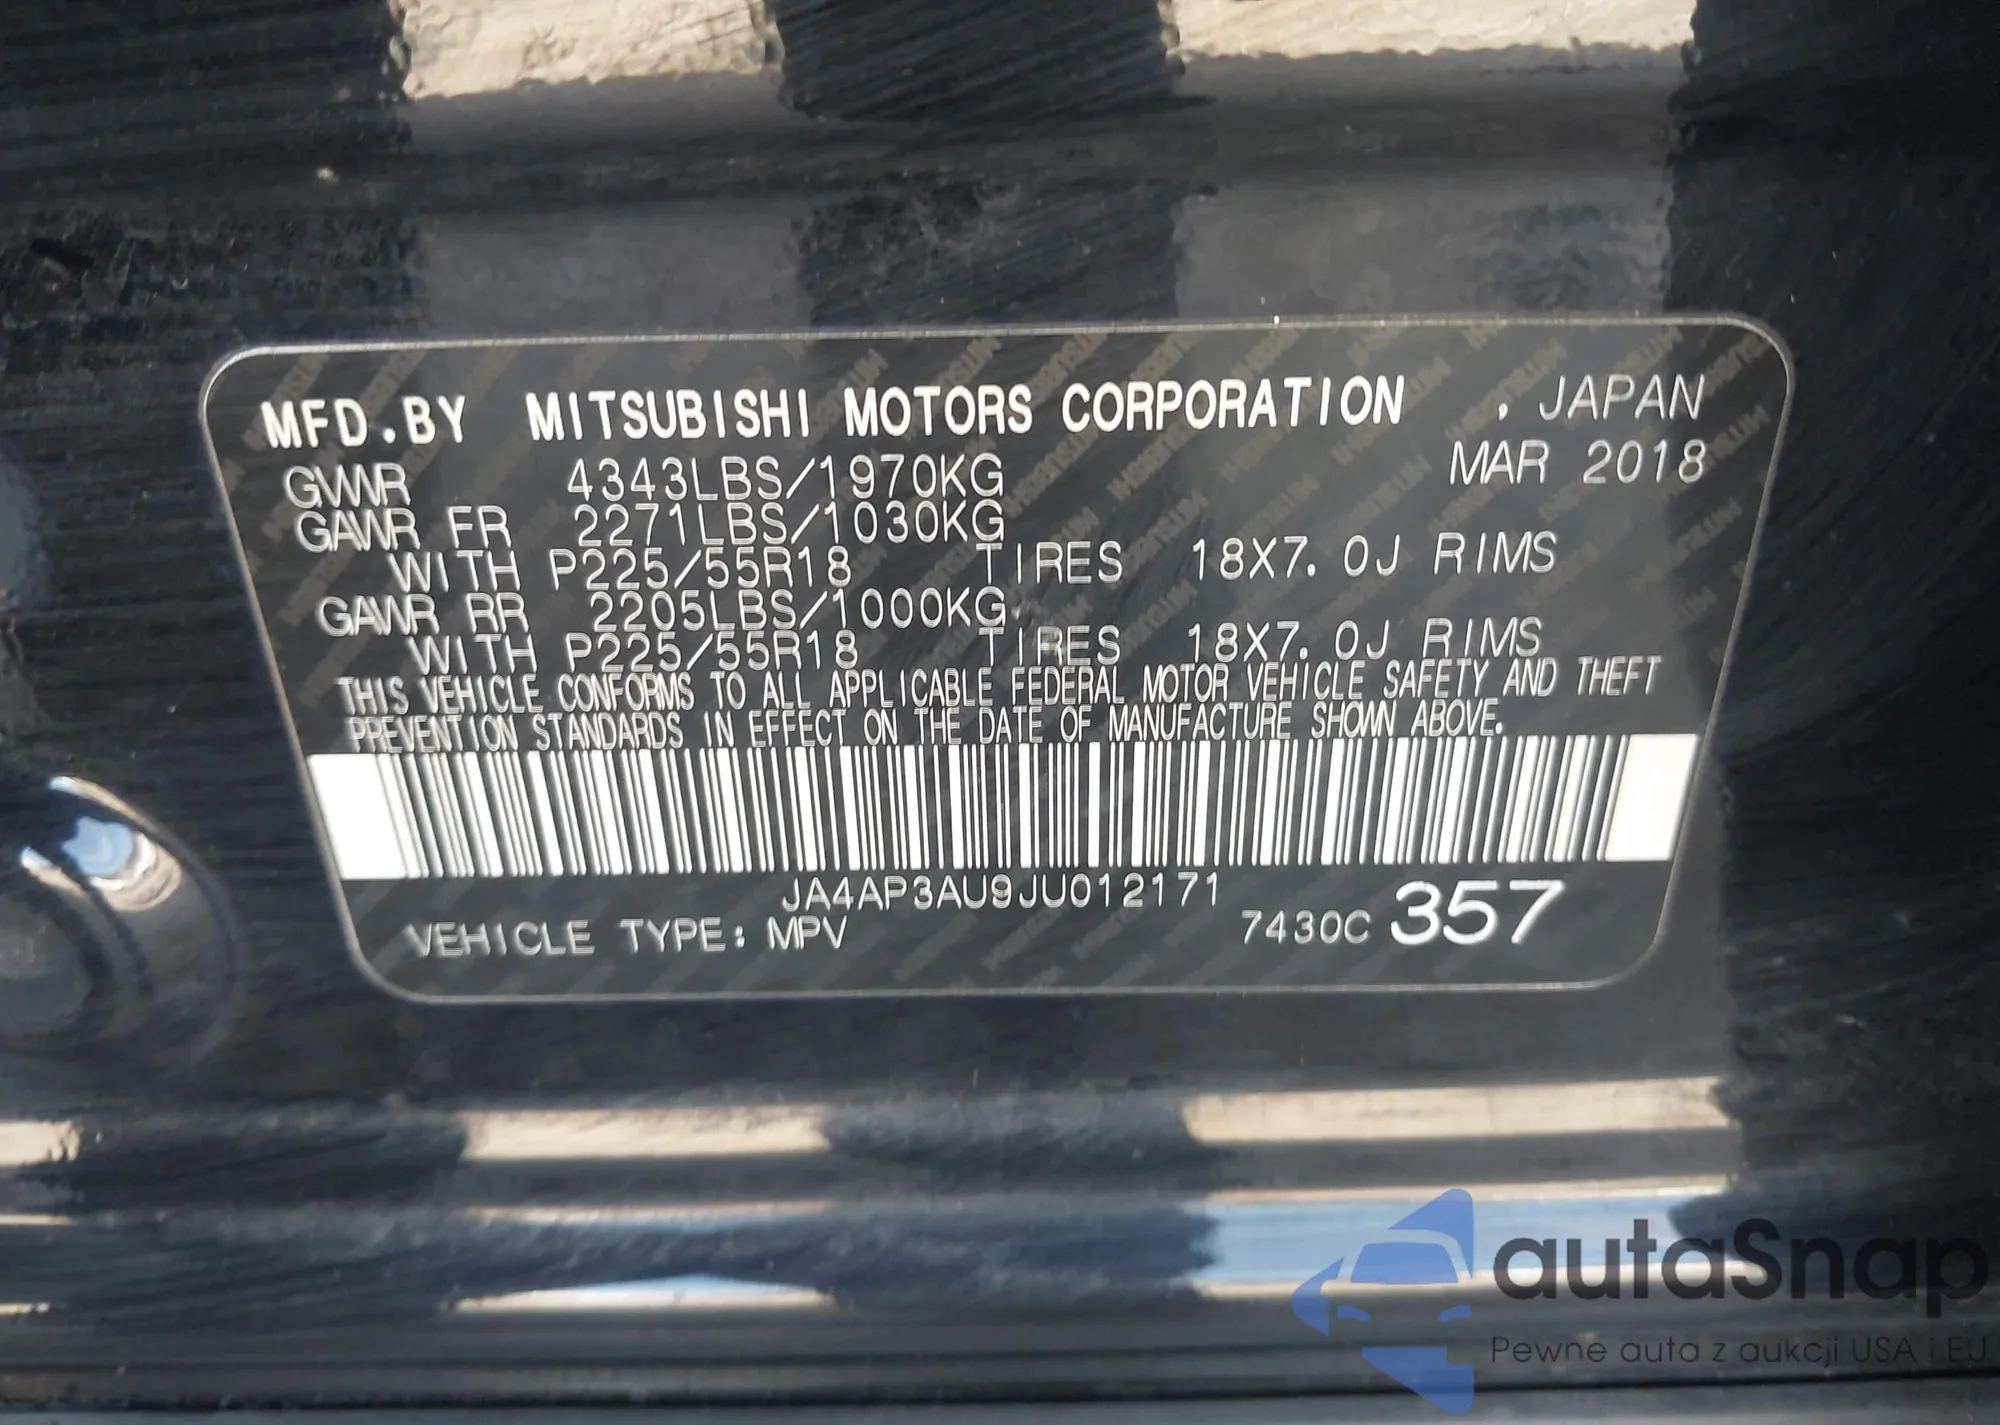 MFD.BY MITSUBISHI MOTORS CORPORATION , JAPAN
MAR 2018
GVWR 4343LBS/1970KG
GAWR FR 2271LBS/1030KG
WITH P225/55R18 TIRES 18X7.0J RIMS
GAWR RR 2205LBS/1000KG
WITH P225/55R18 TIRES 18X7.0J RIMS
THIS VEHICLE CONFORMS TO ALL APPLICABLE FEDERAL MOTOR VEHICLE SAFETY AND THEFT
PREVENTION STANDARDS IN EFFECT ON THE DATE OF MANUFACTURE SHOWN ABOVE.
JA4AP3AU9JU012171
VEHICLE TYPE: MPV 7430C 357
autaSnap
Pewne auta z aukcji USA i EU